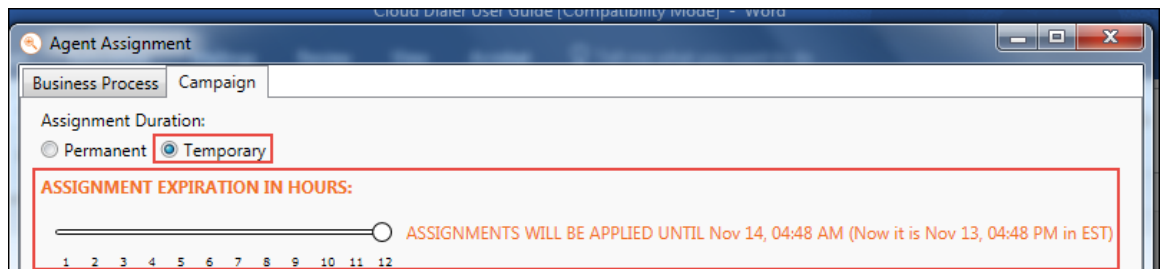 Cloud Dialer User Guide [Compatibility Mode] - Word
Agent Assignment
Business Process Campaign
Assignment Duration:
Permanent Temporary
ASSIGNMENT EXPIRATION IN HOURS:
ASSIGNMENTS WILL BE APPLIED UNTIL Nov 14, 04:48 AM (Now it is Nov 13, 04:48 PM in EST)
1 2 3 4 5 6 7 8 9 10 11 12